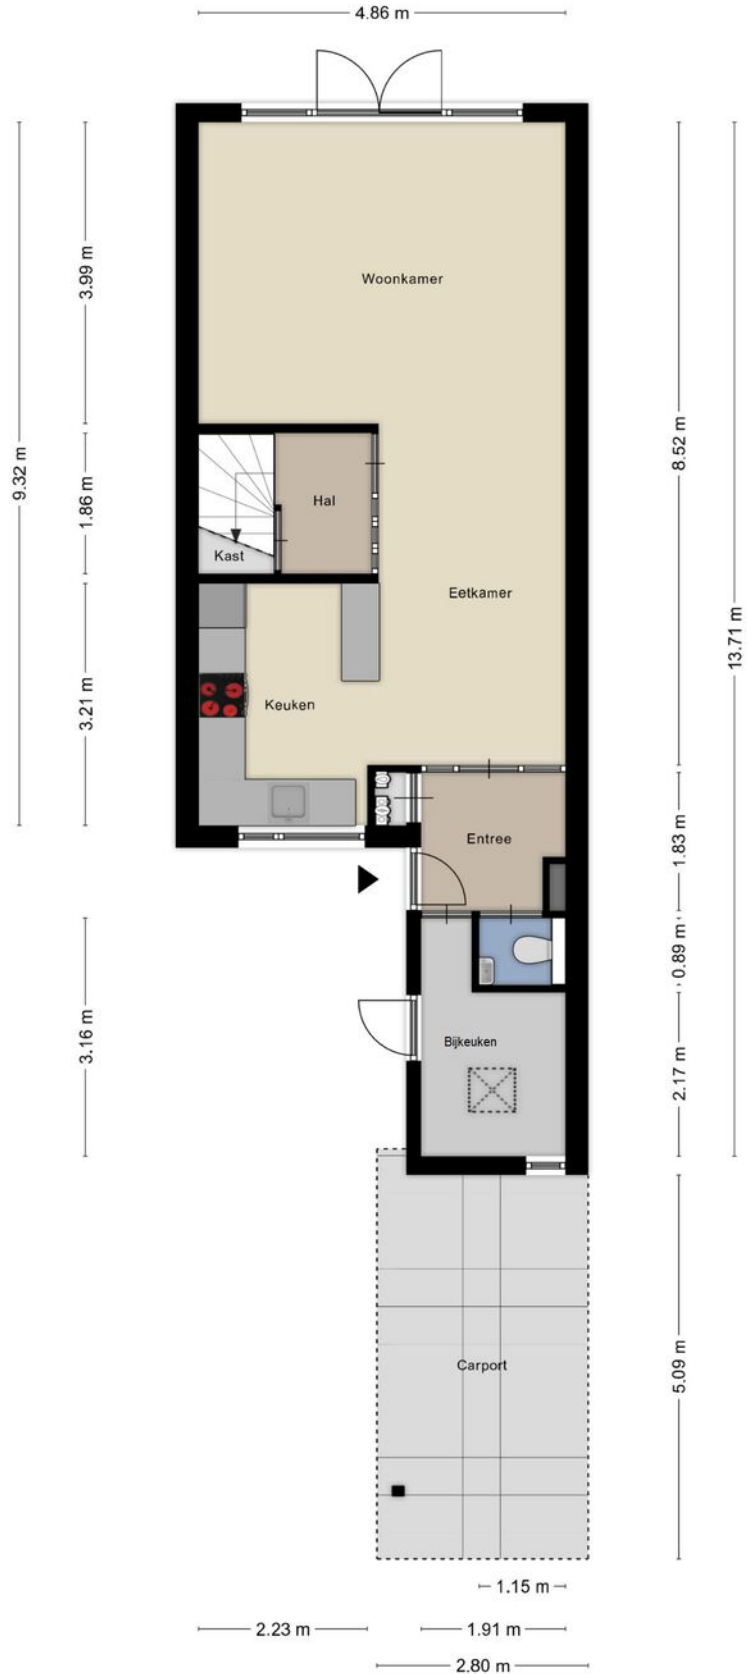 4.86 m
Woonkamer
3.99 m
8.52 m
9.32 m
Hal
1.86 m
Kast
Eetkamer
13.71 m
3.21 m
Keuken
Entree
1.83 m
0.89 m
3.16 m
Bijkeuken
2.17 m
Carport
5.09 m
1.15 m
2.23 m
1.91 m
2.80 m